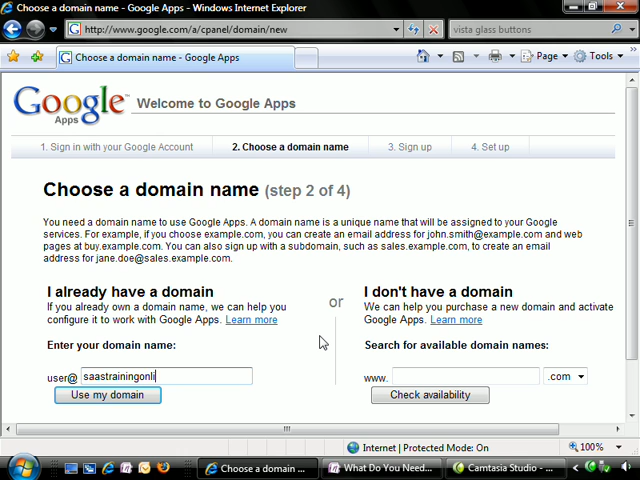 Choose a domain name - Google Apps - Windows Internet Explorer
http://www.google.com/a/cpanel/domain/new
vista glass buttons
Choose a domain name - Google Apps
Page
Tools
Google
Apps
Welcome to Google Apps
1. Sign in with your Google Account
2. Choose a domain name
3. Sign up
4. Set up
Choose a domain name (step 2 of 4)
You need a domain name to use Google Apps. A domain name is a unique name that will be assigned to your Google
services. For example, if you choose example.com, you can create an email address for john.smith@example.com and web
pages at buy.example.com. You can also sign up with a subdomain, such as sales.example.com, to create an email
address for jane.doe@sales.example.com.
I already have a domain
If you already own a domain name, we can help you
configure it to work with Google Apps. Learn more
Enter your domain name:
user@ saastrainingonli
Use my domain
or
I don't have a domain
We can help you purchase a new domain and activate
Google Apps. Learn more
Search for available domain names:
www. .com
Check availability
Internet | Protected Mode: On
100%
Choose a domain ...
What Do You Need...
Camtasia Studio - ...
5:01 PM